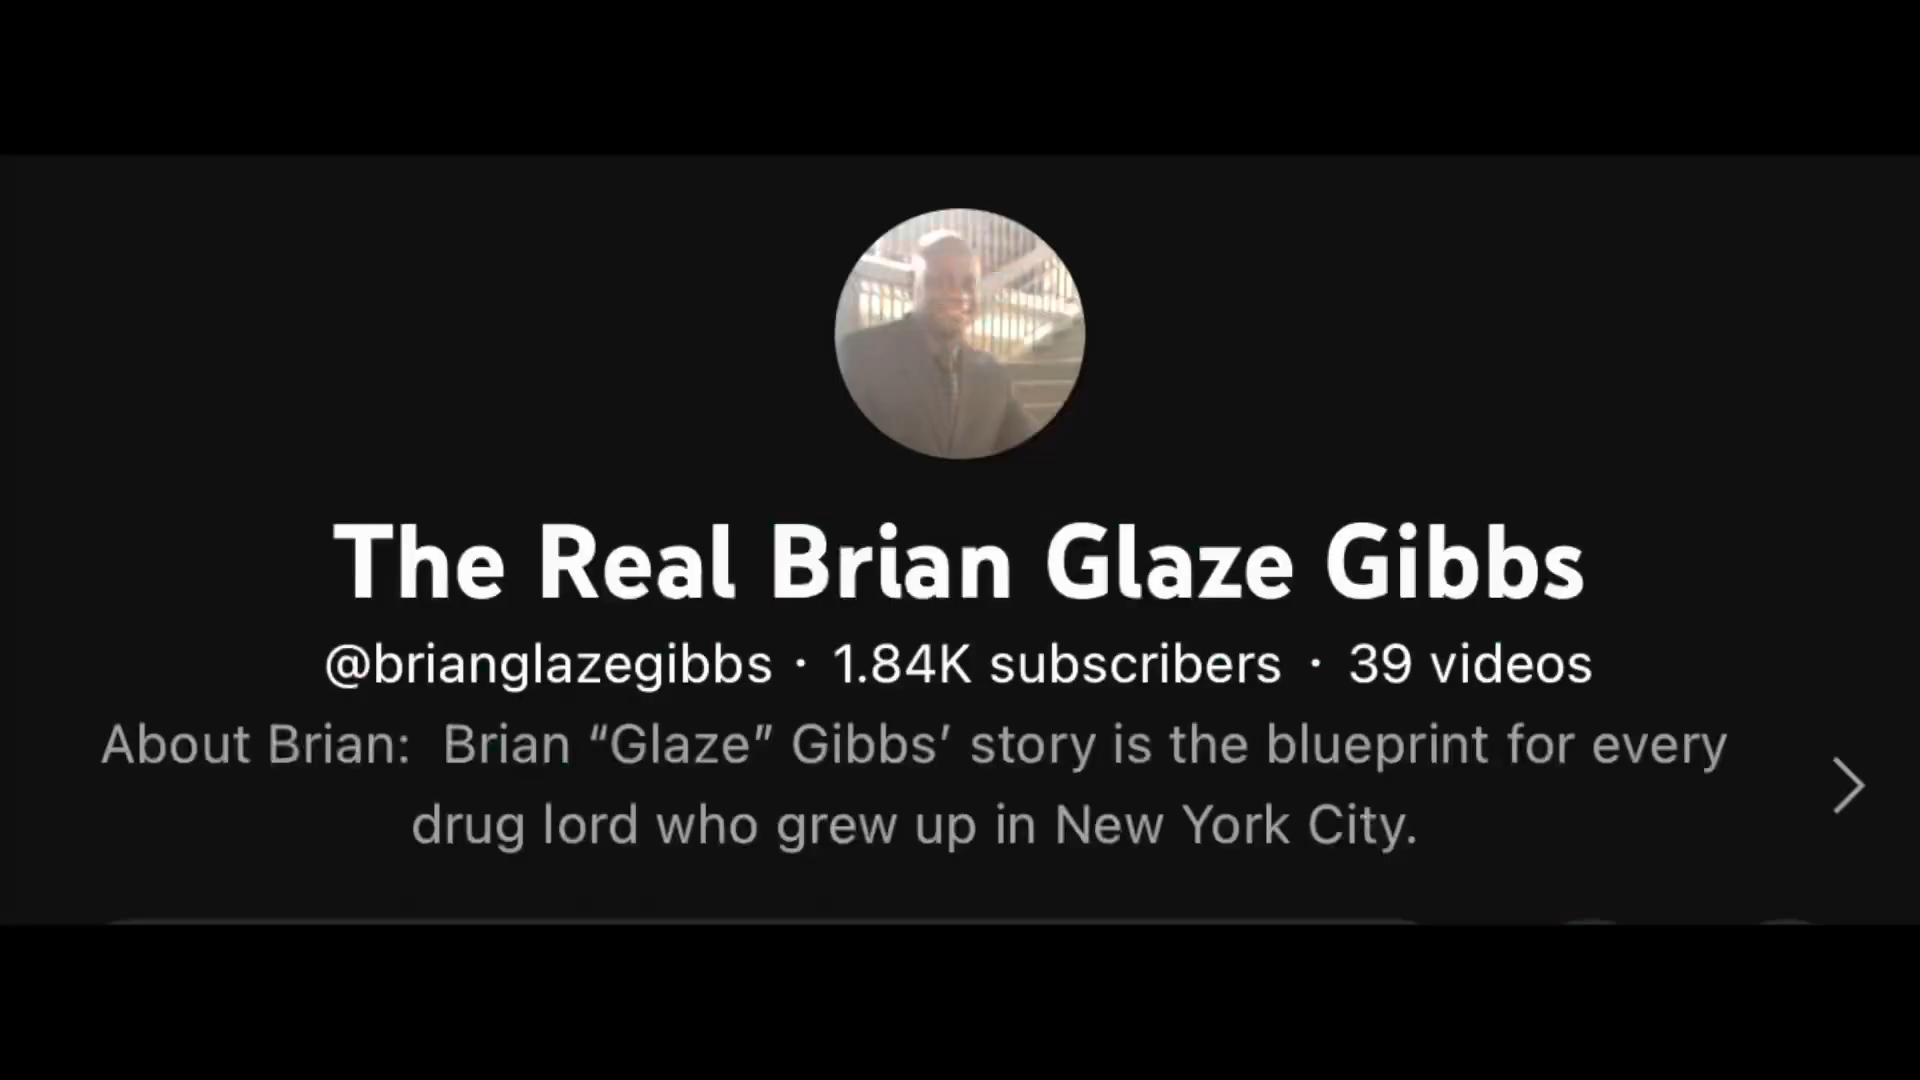 The Real Brian Glaze Gibbs
@brianglazegibbs · 1.84K subscribers · 39 videos
About Brian:  Brian “Glaze” Gibbs’ story is the blueprint for every
drug lord who grew up in New York City.